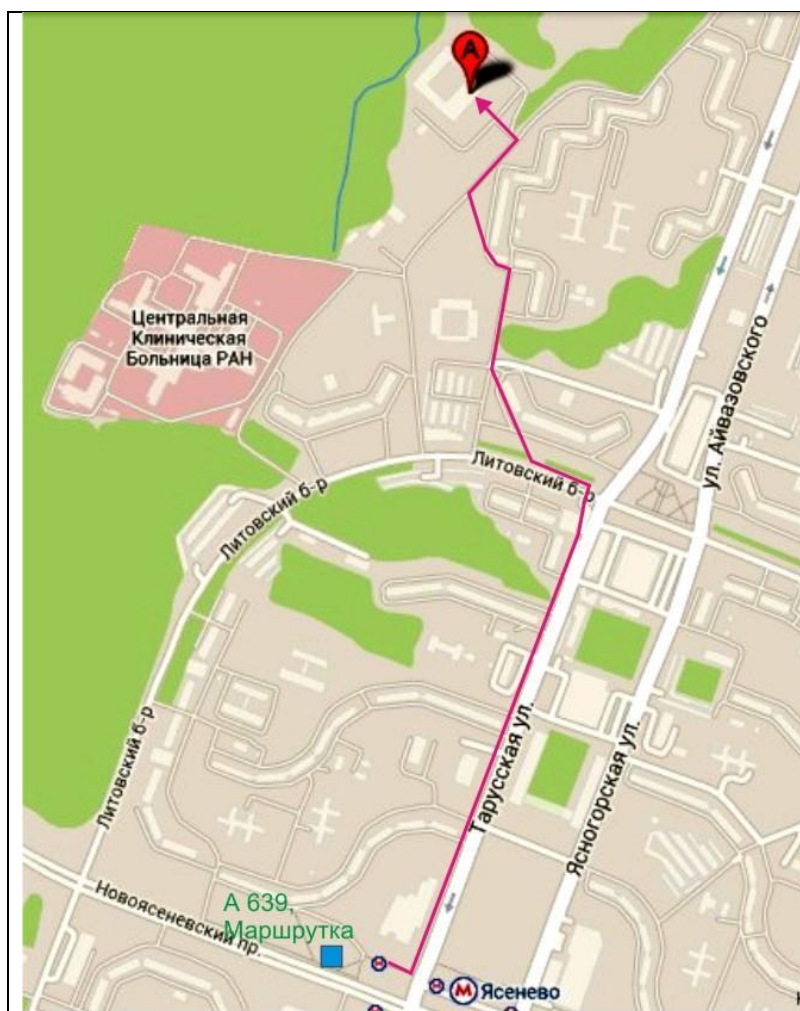 А
Центральная
Клиническая
Больница РАН
ул. Айвазовского
Литовский б-р
Литовский б-р
Литовский б-р
Тарусская ул.
Ясногорская ул.
Новоясеневский пр.
А 639,
Маршрутка
М Ясенево